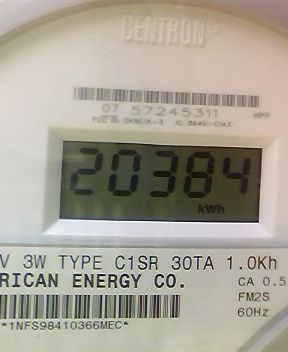 CENTRON®
07 57245311 HPP
20384
kWh
V 3W TYPE C1SR 30TA 1.0Kh
RICAN ENERGY CO. CA 0.5
FM2S
60Hz
*1NFS98410366MEC*